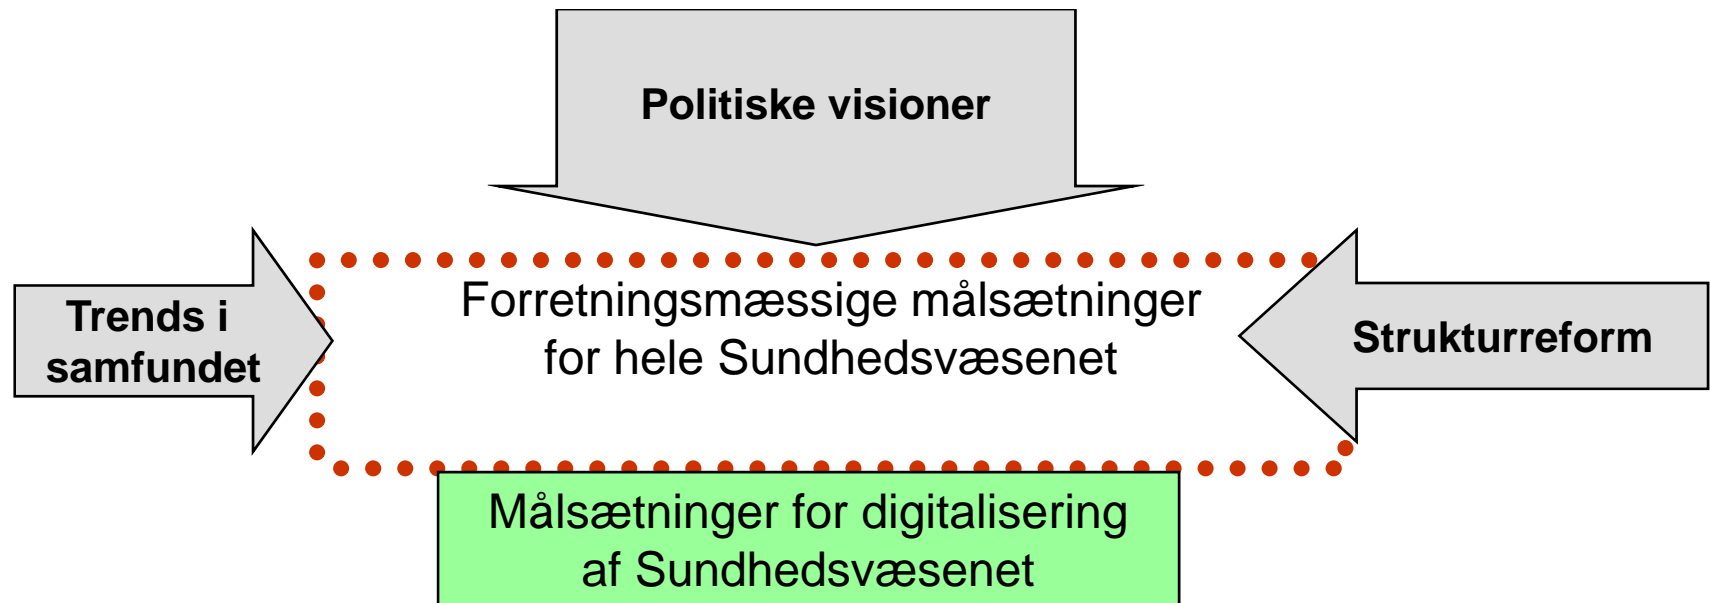 Politiske visioner
Forretningsmæssige målsætninger
for hele Sundhedsvæsenet
Trends i
samfundet
Strukturreform
Målsætninger for digitalisering
af Sundhedsvæsenet